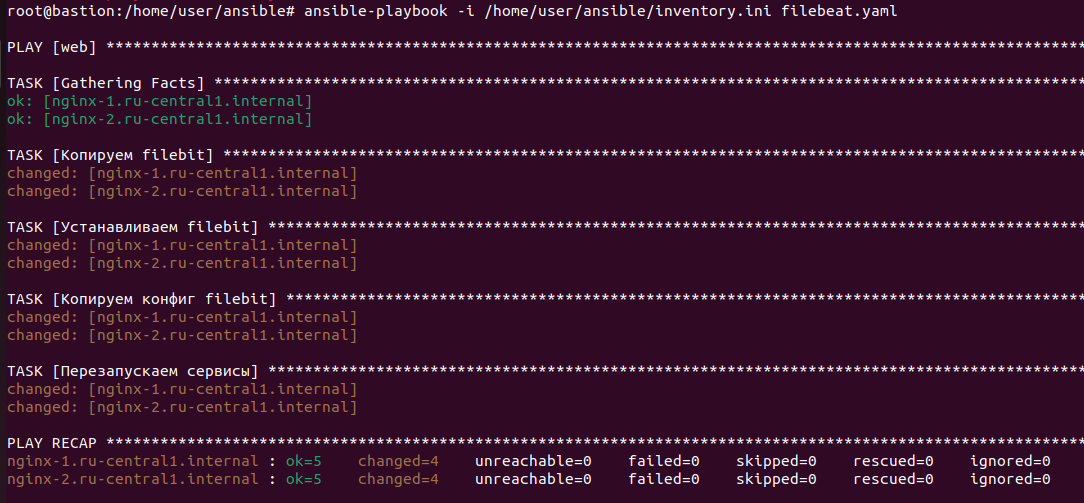 root@bastion:/home/user/ansible# ansible-playbook -i /home/user/ansible/inventory.ini filebeat.yaml
PLAY [web] *************************************************************************************************************
TASK [Gathering Facts] *************************************************************************************************
ok: [nginx-1.ru-central1.internal]
ok: [nginx-2.ru-central1.internal]
TASK [Копируем filebit] ************************************************************************************************
changed: [nginx-1.ru-central1.internal]
changed: [nginx-2.ru-central1.internal]
TASK [Устанавливаем filebit] *******************************************************************************************
changed: [nginx-1.ru-central1.internal]
changed: [nginx-2.ru-central1.internal]
TASK [Копируем конфиг filebit] *****************************************************************************************
changed: [nginx-1.ru-central1.internal]
changed: [nginx-2.ru-central1.internal]
TASK [Перезапускаем сервисы] *******************************************************************************************
changed: [nginx-1.ru-central1.internal]
changed: [nginx-2.ru-central1.internal]
PLAY RECAP *************************************************************************************************************
nginx-1.ru-central1.internal : ok=5    changed=4    unreachable=0    failed=0    skipped=0    rescued=0    ignored=0
nginx-2.ru-central1.internal : ok=5    changed=4    unreachable=0    failed=0    skipped=0    rescued=0    ignored=0